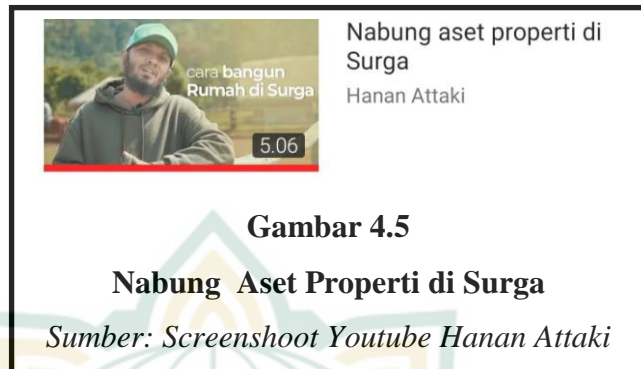 cara bangun
Rumah di Surga
5.06
Nabung aset properti di
Surga
Hanan Attaki
Gambar 4.5
Nabung Aset Properti di Surga
Sumber: Screenshoot Youtube Hanan Attaki